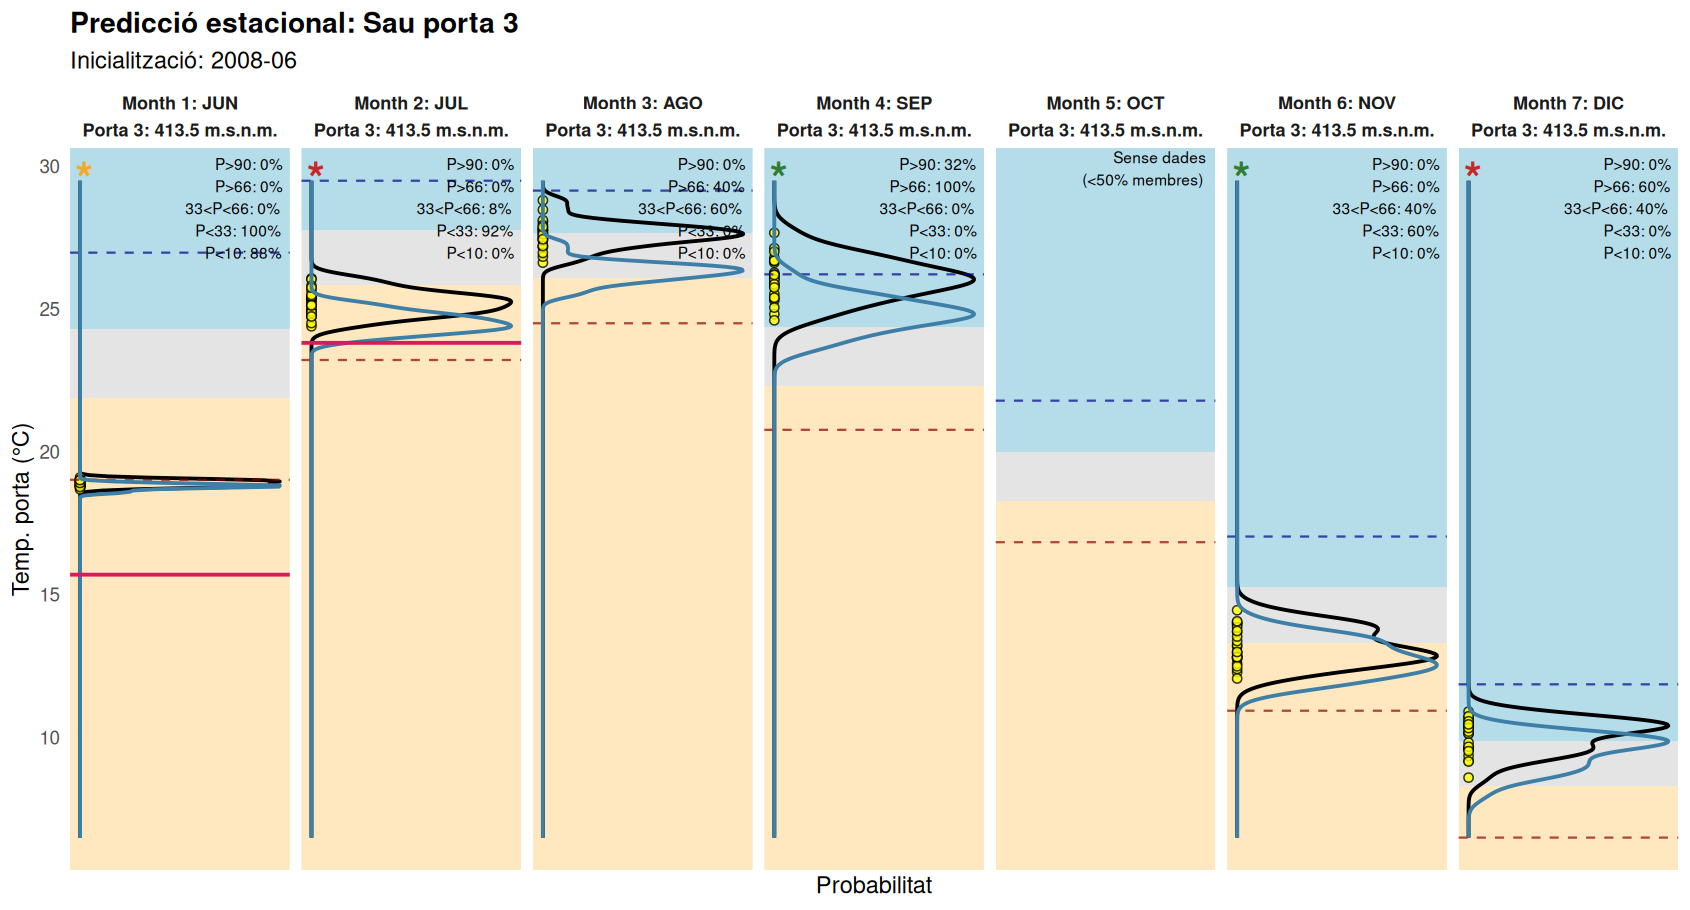 Predicció estacional: Sau porta 3
Inicialització: 2008-06
Month 1: JUN
Porta 3: 413.5 m.s.n.m.
Month 2: JUL
Porta 3: 413.5 m.s.n.m.
Month 3: AGO
Porta 3: 413.5 m.s.n.m.
Month 4: SEP
Porta 3: 413.5 m.s.n.m.
Month 5: OCT
Porta 3: 413.5 m.s.n.m.
Month 6: NOV
Porta 3: 413.5 m.s.n.m.
Month 7: DIC
Porta 3: 413.5 m.s.n.m.
Temp. porta (°C)
30
25
20
15
10
*
P>90: 0%
P>66: 0%
33<P<66: 0%
P<33: 100%
P<10: 88%
*
P>90: 0%
P>66: 0%
33<P<66: 8%
P<33: 92%
P<10: 0%
P>90: 0%
P>66: 40%
33<P<66: 60%
P<33: 0%
P<10: 0%
*
P>90: 32%
P>66: 100%
33<P<66: 0%
P<33: 0%
P<10: 0%
Sense dades
(<50% membres)
*
P>90: 0%
P>66: 0%
33<P<66: 40%
P<33: 60%
P<10: 0%
*
P>90: 0%
P>66: 60%
33<P<66: 40%
P<33: 0%
P<10: 0%
Probabilitat